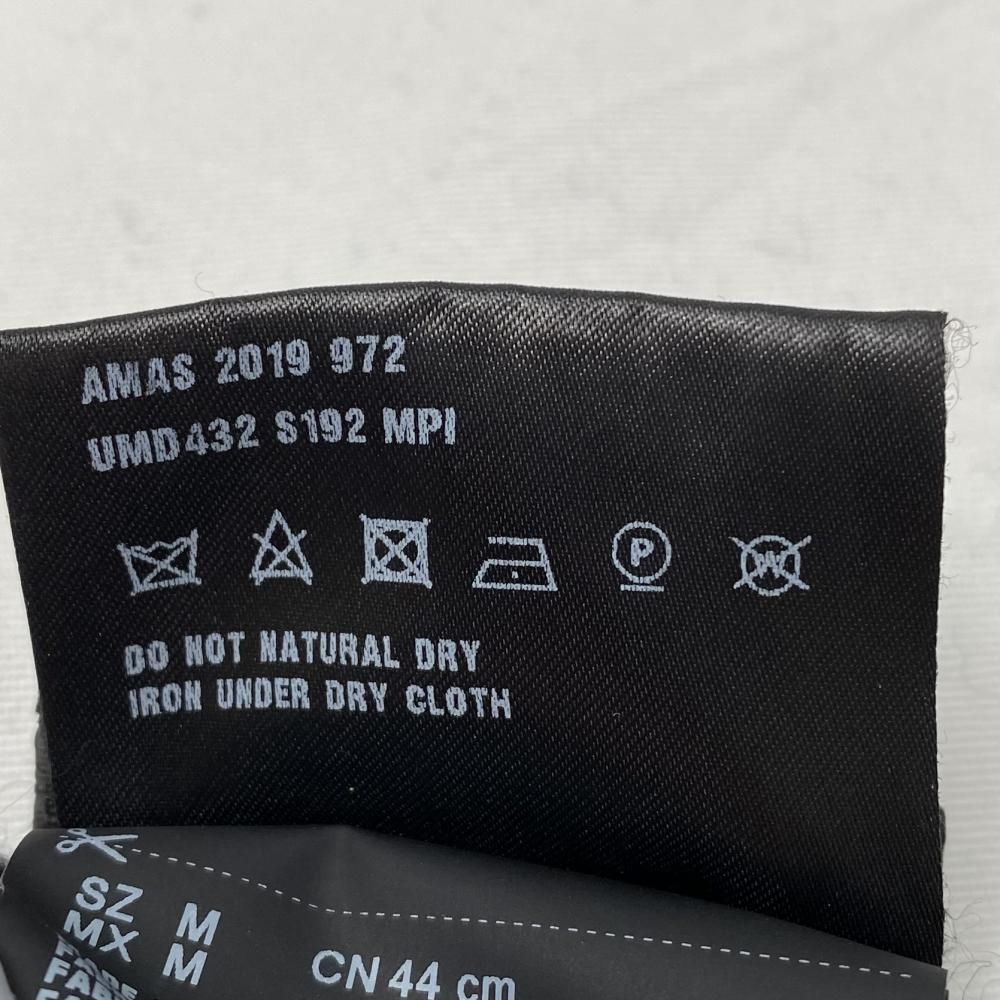 AMAS 2019 972
UMD432 S192 MPI
P
W
DO NOT NATURAL DRY
IRON UNDER DRY CLOTH
SZ M
MX M
CN 44 cm